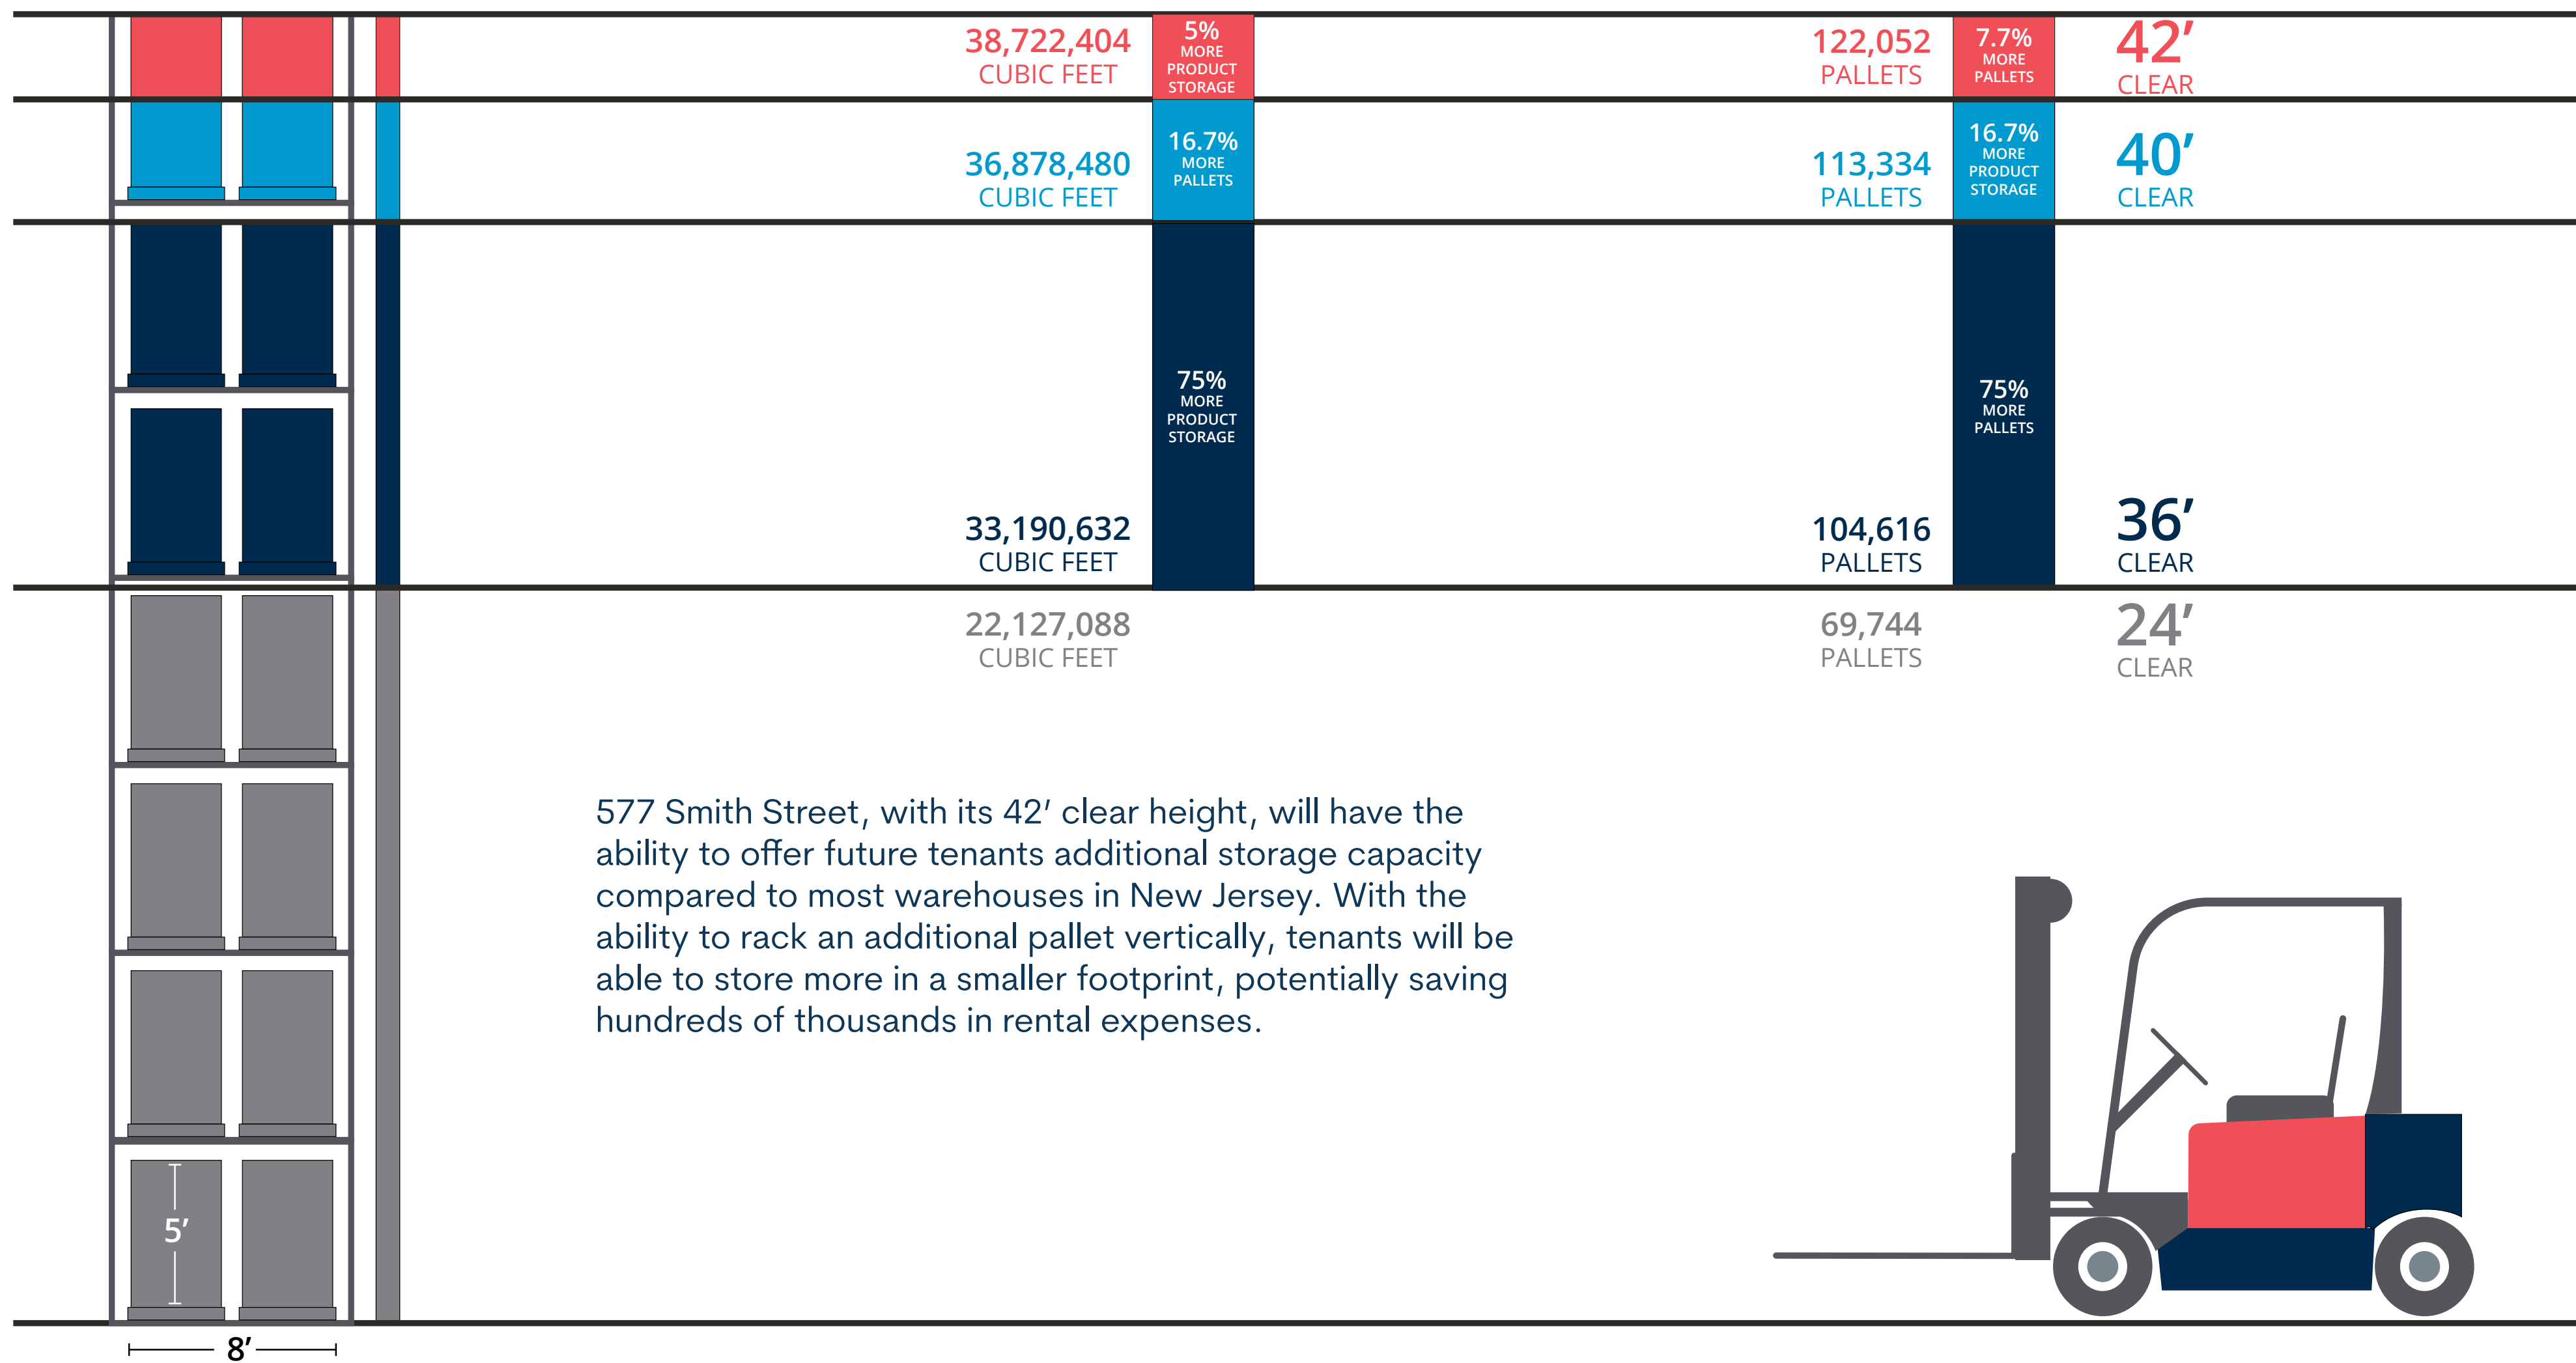 38,722,404
CUBIC FEET
5%
MORE
PRODUCT
STORAGE
122,052
PALLETS
7.7%
MORE
PALLETS
42’
CLEAR
36,878,480
CUBIC FEET
16.7%
MORE
PALLETS
113,334
PALLETS
16.7%
MORE
PRODUCT
STORAGE
40’
CLEAR
33,190,632
CUBIC FEET
75%
MORE
PRODUCT
STORAGE
104,616
PALLETS
75%
MORE
PALLETS
36’
CLEAR
22,127,088
CUBIC FEET
69,744
PALLETS
24’
CLEAR
577 Smith Street, with its 42’ clear height, will have the
ability to offer future tenants additional storage capacity
compared to most warehouses in New Jersey. With the
ability to rack an additional pallet vertically, tenants will be
able to store more in a smaller footprint, potentially saving
hundreds of thousands in rental expenses.
5’
8’